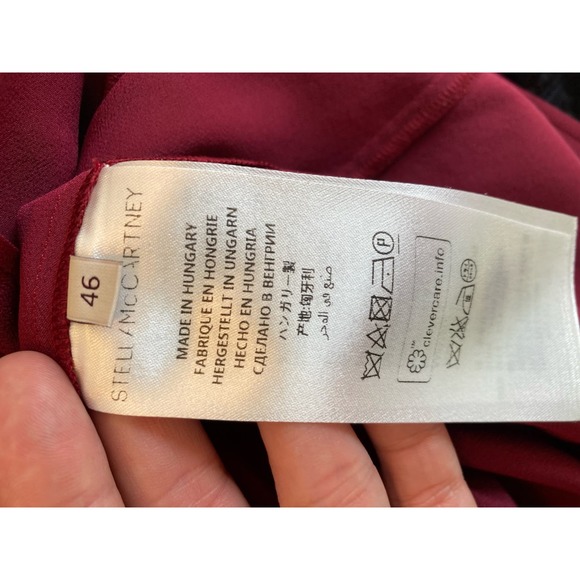 46
STELLA McCARTNEY
MADE IN HUNGARY
FABRIQUE EN HONGRIE
HERGESTELLT IN UNGARN
HECHO EN HUNGRIA
СДЕЛАНО В ВЕНГРИИ
ハンガリー製
产地:匈牙利
صنع في المجر
P
clevercare.info
TM